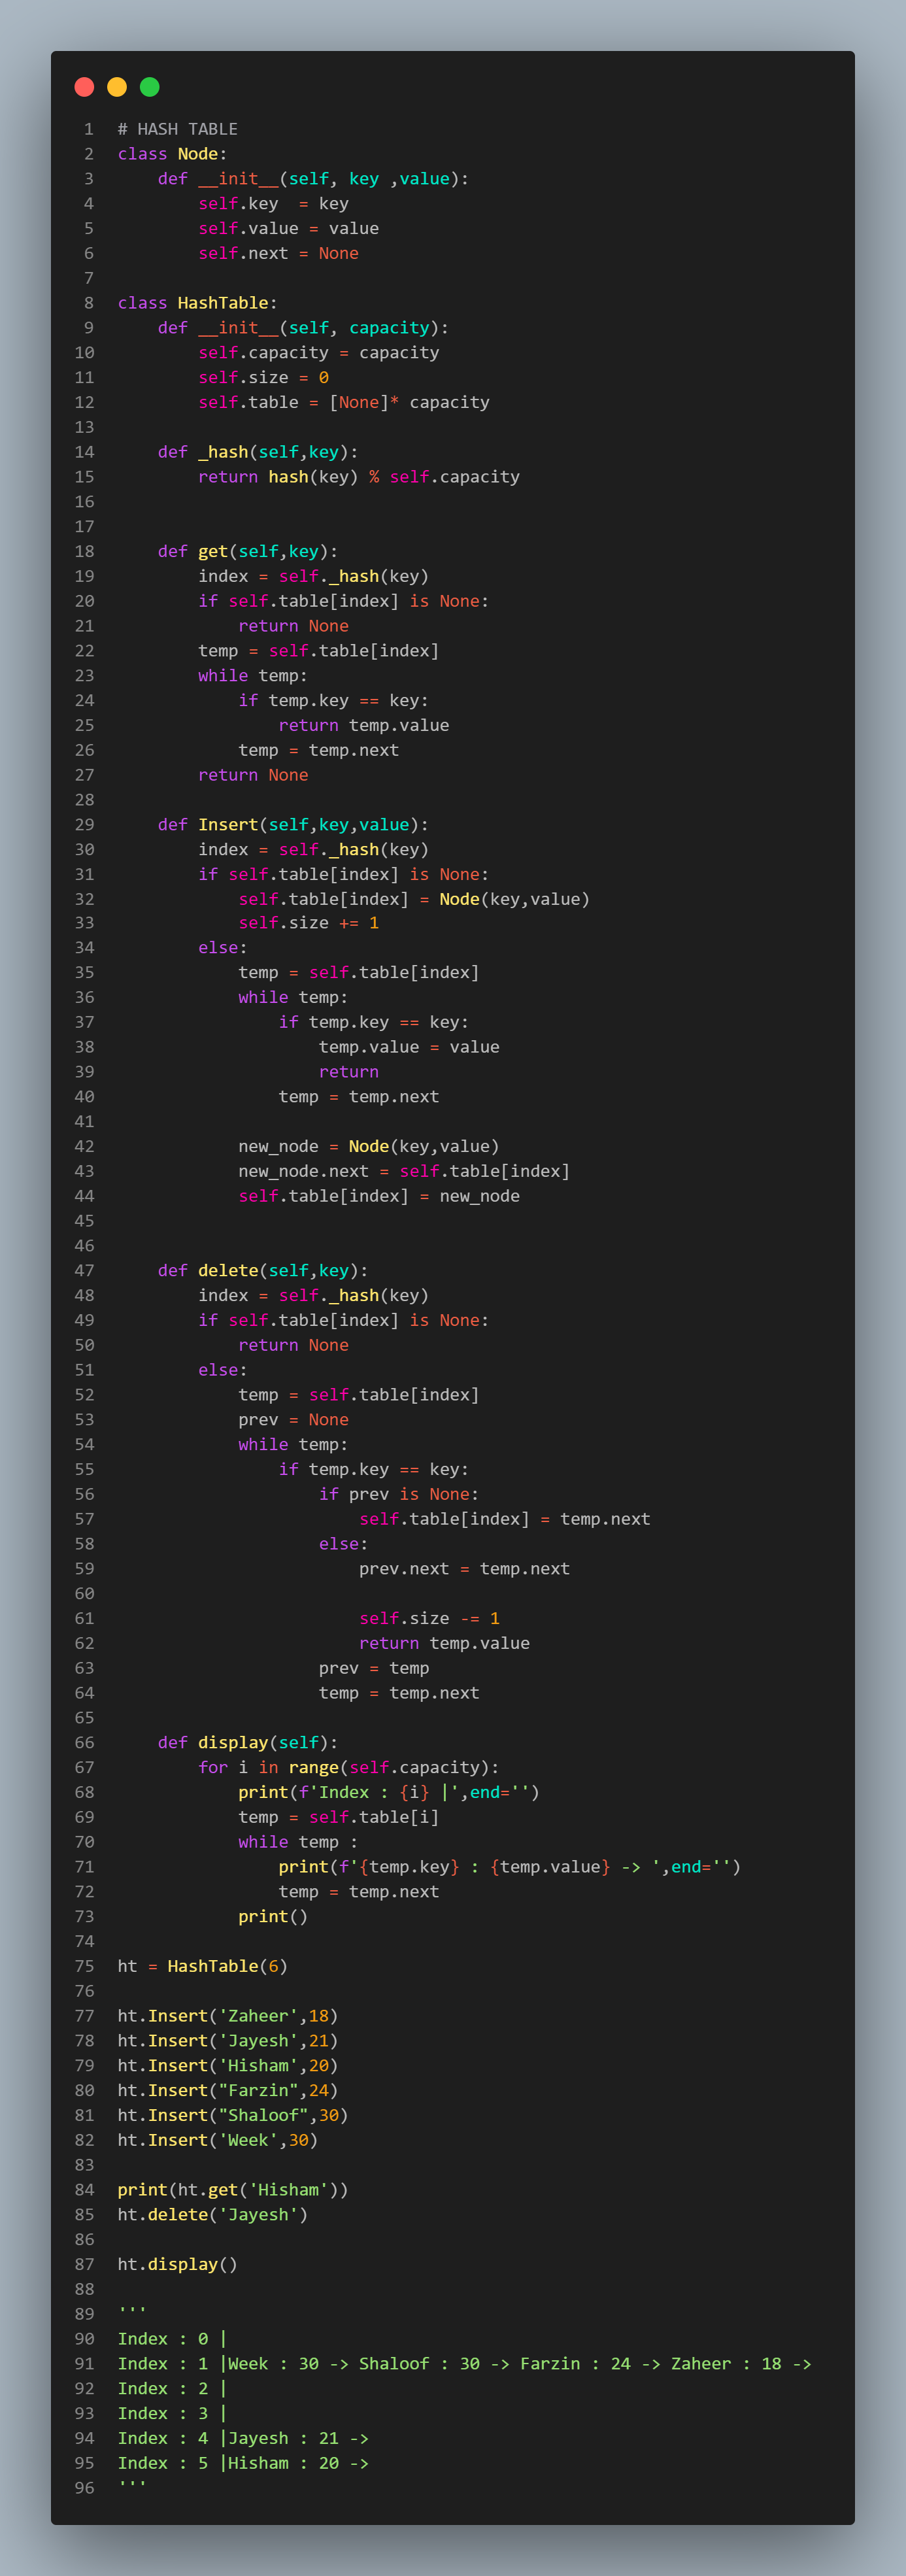 1 # HASH TABLE
2 class Node:
3     def __init__(self, key ,value):
4         self.key  = key
5         self.value = value
6         self.next = None
7
8 class HashTable:
9     def __init__(self, capacity):
10         self.capacity = capacity
11         self.size = 0
12         self.table = [None]* capacity
13
14     def _hash(self,key):
15         return hash(key) % self.capacity
16
17
18     def get(self,key):
19         index = self._hash(key)
20         if self.table[index] is None:
21             return None
22         temp = self.table[index]
23         while temp:
24             if temp.key == key:
25                 return temp.value
26             temp = temp.next
27         return None
28
29     def Insert(self,key,value):
30         index = self._hash(key)
31         if self.table[index] is None:
32             self.table[index] = Node(key,value)
33             self.size += 1
34         else:
35             temp = self.table[index]
36             while temp:
37                 if temp.key == key:
38                     temp.value = value
39                     return
40                 temp = temp.next
41
42             new_node = Node(key,value)
43             new_node.next = self.table[index]
44             self.table[index] = new_node
45
46
47     def delete(self,key):
48         index = self._hash(key)
49         if self.table[index] is None:
50             return None
51         else:
52             temp = self.table[index]
53             prev = None
54             while temp:
55                 if temp.key == key:
56                     if prev is None:
57                         self.table[index] = temp.next
58                     else:
59                         prev.next = temp.next
60
61                         self.size -= 1
62                         return temp.value
63                     prev = temp
64                     temp = temp.next
65
66     def display(self):
67         for i in range(self.capacity):
68             print(f'Index : {i} |',end='')
69             temp = self.table[i]
70             while temp :
71                 print(f'{temp.key} : {temp.value} -> ',end='')
72                 temp = temp.next
73             print()
74
75 ht = HashTable(6)
76
77 ht.Insert('Zaheer',18)
78 ht.Insert('Jayesh',21)
79 ht.Insert('Hisham',20)
80 ht.Insert("Farzin",24)
81 ht.Insert("Shaloof",30)
82 ht.Insert('Week',30)
83
84 print(ht.get('Hisham'))
85 ht.delete('Jayesh')
86
87 ht.display()
88
89 '''
90 Index : 0 |
91 Index : 1 |Week : 30 -> Shaloof : 30 -> Farzin : 24 -> Zaheer : 18 ->
92 Index : 2 |
93 Index : 3 |
94 Index : 4 |Jayesh : 21 ->
95 Index : 5 |Hisham : 20 ->
96 '''